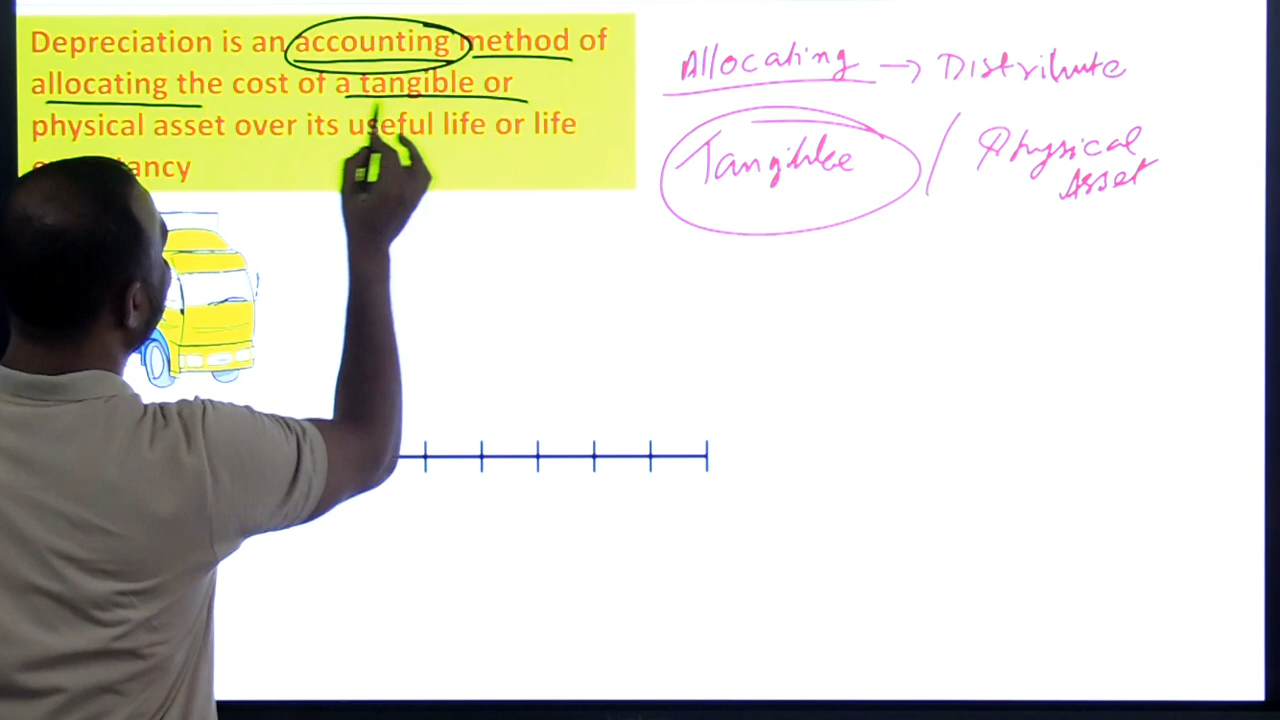 Depreciation is an accounting method of
allocating the cost of a tangible or
physical asset over its useful life or life
ancy
Allocating → Distribute
Tangible / Physical
Asset